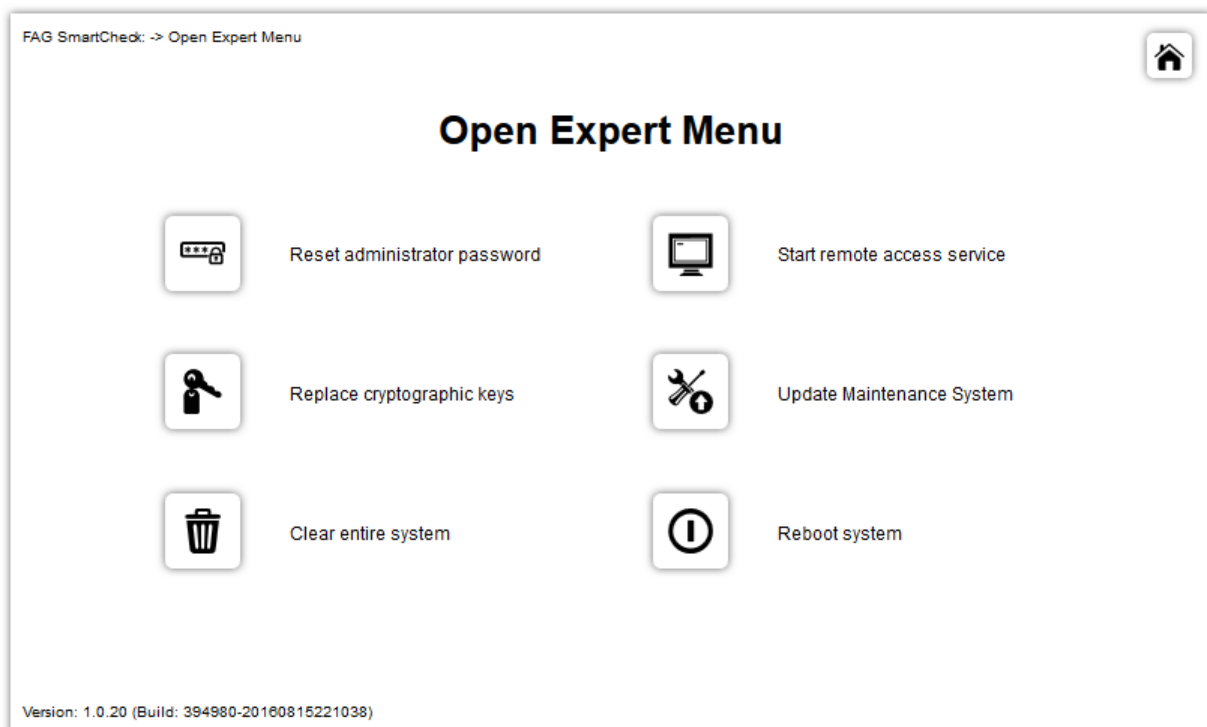 FAG SmartCheck: -> Open Expert Menu
Open Expert Menu
***
Reset administrator password
Start remote access service
Replace cryptographic keys
Update Maintenance System
Clear entire system
Reboot system
Version: 1.0.20 (Build: 394980-20160815221038)